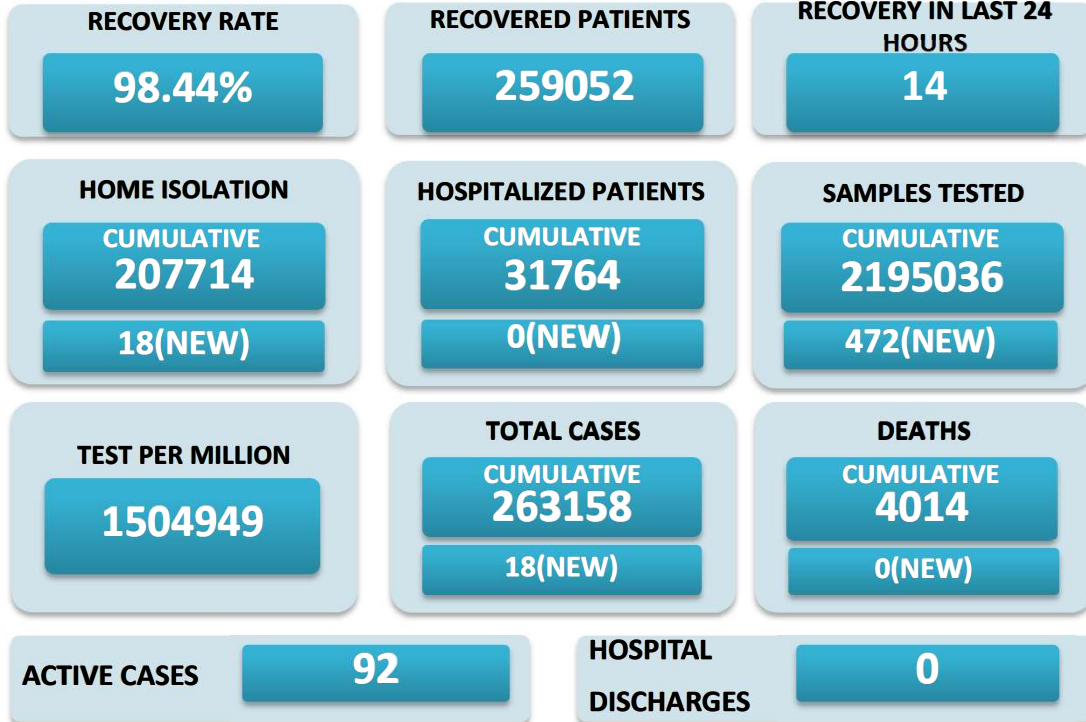 RECOVERY RATE
98.44%
RECOVERED PATIENTS
259052
RECOVERY IN LAST 24
HOURS
14
HOME ISOLATION
CUMULATIVE
207714
18(NEW)
HOSPITALIZED PATIENTS
CUMULATIVE
31764
0(NEW)
SAMPLES TESTED
CUMULATIVE
2195036
472(NEW)
TEST PER MILLION
1504949
TOTAL CASES
CUMULATIVE
263158
18(NEW)
DEATHS
CUMULATIVE
4014
0(NEW)
ACTIVE CASES
92
HOSPITAL
DISCHARGES
0